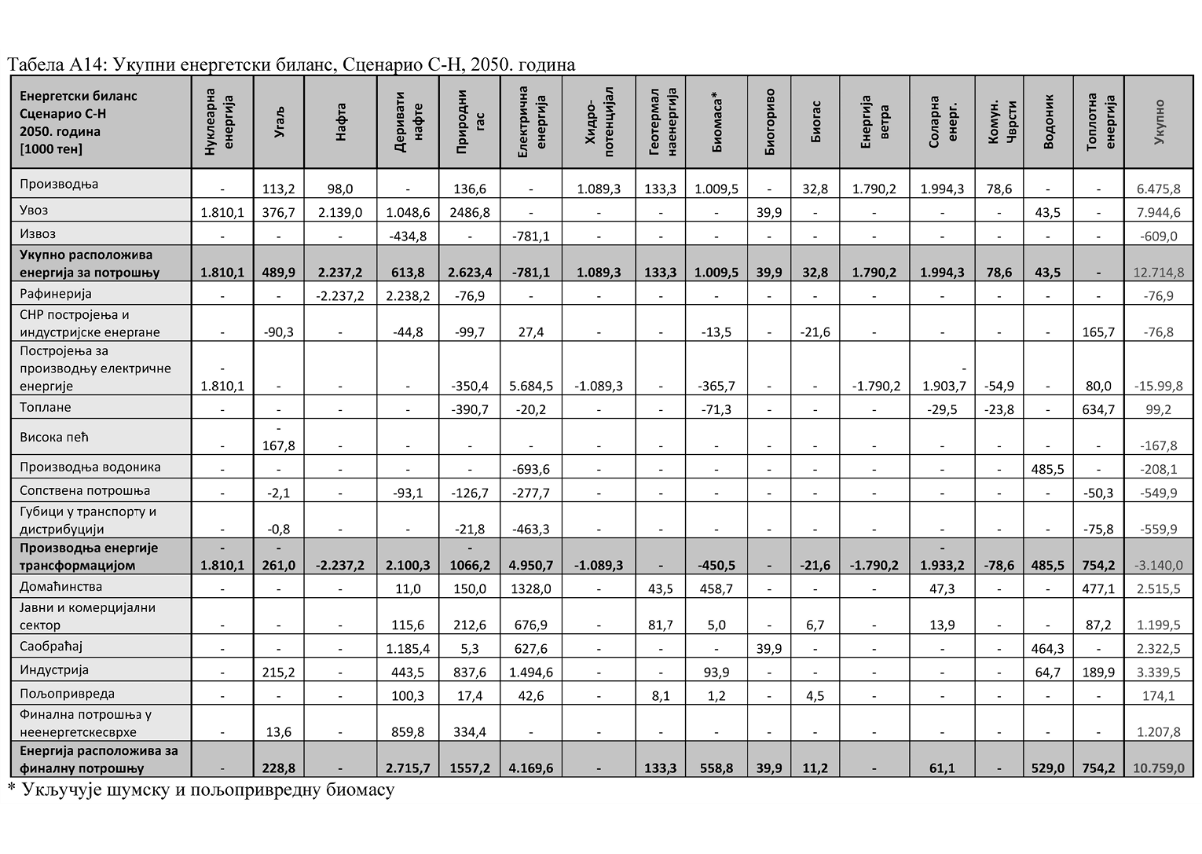 Табела А14: Укупни енергетски биланс, Сценарио С-Н, 2050. година
Енергетски биланс Сценарио С-Н 2050. година [1000 тен] Нуклеарна енергија Угаљ Нафта Деривати нафте Природни гас Електрична енергија Хидро-потенцијал Геотермал наенергија Биомаса* Биогориво Биогас Енергија ветра Соларна енерг. Комун. Чврсти Водоник Топлотна енергија Укупно
Производња - 113,2 98,0 - 136,6 - 1.089,3 133,3 1.009,5 - 32,8 1.790,2 1.994,3 78,6 - - 6.475,8
Увоз 1.810,1 376,7 2.139,0 1.048,6 2486,8 - - - - 39,9 - - - - 43,5 - 7.944,6
Извоз - - - -434,8 - -781,1 - - - - - - - - - - -609,0
Укупно расположива енергија за потрошњу 1.810,1 489,9 2.237,2 613,8 2.623,4 -781,1 1.089,3 133,3 1.009,5 39,9 32,8 1.790,2 1.994,3 78,6 43,5 - 12.714,8
Рафинерија - - -2.237,2 2.238,2 -76,9 - - - - - - - - - - - -76,9
СНР постројења и индустријске енергане - -90,3 - -44,8 -99,7 27,4 - - -13,5 - -21,6 - - - - 165,7 -76,8
Постројења за производњу електричне енергије -1.810,1 - - - -350,4 5.684,5 -1.089,3 - -365,7 - - -1.790,2 -1.903,7 -54,9 - 80,0 -15.99,8
Топлане - - - - -390,7 -20,2 - - -71,3 - - - -29,5 -23,8 - 634,7 99,2
Висока пећ - -167,8 - - - - - - - - - - - - - - -167,8
Производња водоника - - - - - -693,6 - - - - - - - - 485,5 - -208,1
Сопствена потрошња - -2,1 - -93,1 -126,7 -277,7 - - - - - - - - - -50,3 -549,9
Губици у транспорту и дистрибуцији - -0,8 - - -21,8 -463,3 - - - - - - - - - -75,8 -559,9
Производња енергије трансформацијом -1.810,1 -261,0 -2.237,2 2.100,3 -1066,2 4.950,7 -1.089,3 - -450,5 - -21,6 -1.790,2 -1.933,2 -78,6 485,5 754,2 -3.140,0
Домаћинства - - - 11,0 150,0 1328,0 - 43,5 458,7 - - - 47,3 - - 477,1 2.515,5
Јавни и комерцијални сектор - - - 115,6 212,6 676,9 - 81,7 5,0 - 6,7 - 13,9 - - 87,2 1.199,5
Саобраћај - - - 1.185,4 5,3 627,6 - - - 39,9 - - - - 464,3 - 2.322,5
Индустрија - 215,2 - 443,5 837,6 1.494,6 - - 93,9 - - - - - 64,7 189,9 3.339,5
Пољопривреда - - - 100,3 17,4 42,6 - 8,1 1,2 - 4,5 - - - - - 174,1
Финална потрошња у неенергетскесврхе - 13,6 - 859,8 334,4 - - - - - - - - - - - 1.207,8
Енергија расположива за финалну потрошњу - 228,8 - 2.715,7 1557,2 4.169,6 - 133,3 558,8 39,9 11,2 - 61,1 - 529,0 754,2 10.759,0
* Укључује шумску и пољопривредну биомасу